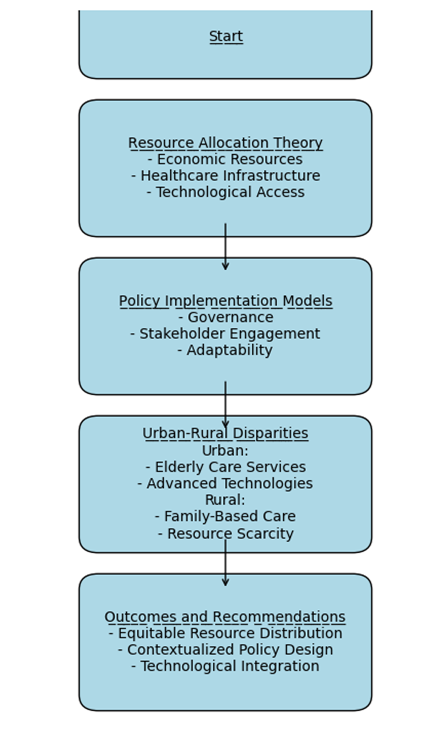 Start
Resource Allocation Theory
- Economic Resources
- Healthcare Infrastructure
- Technological Access
Policy Implementation Models
- Governance
- Stakeholder Engagement
- Adaptability
Urban-Rural Disparities
Urban:
- Elderly Care Services
- Advanced Technologies
Rural:
- Family-Based Care
- Resource Scarcity
Outcomes and Recommendations
- Equitable Resource Distribution
- Contextualized Policy Design
- Technological Integration